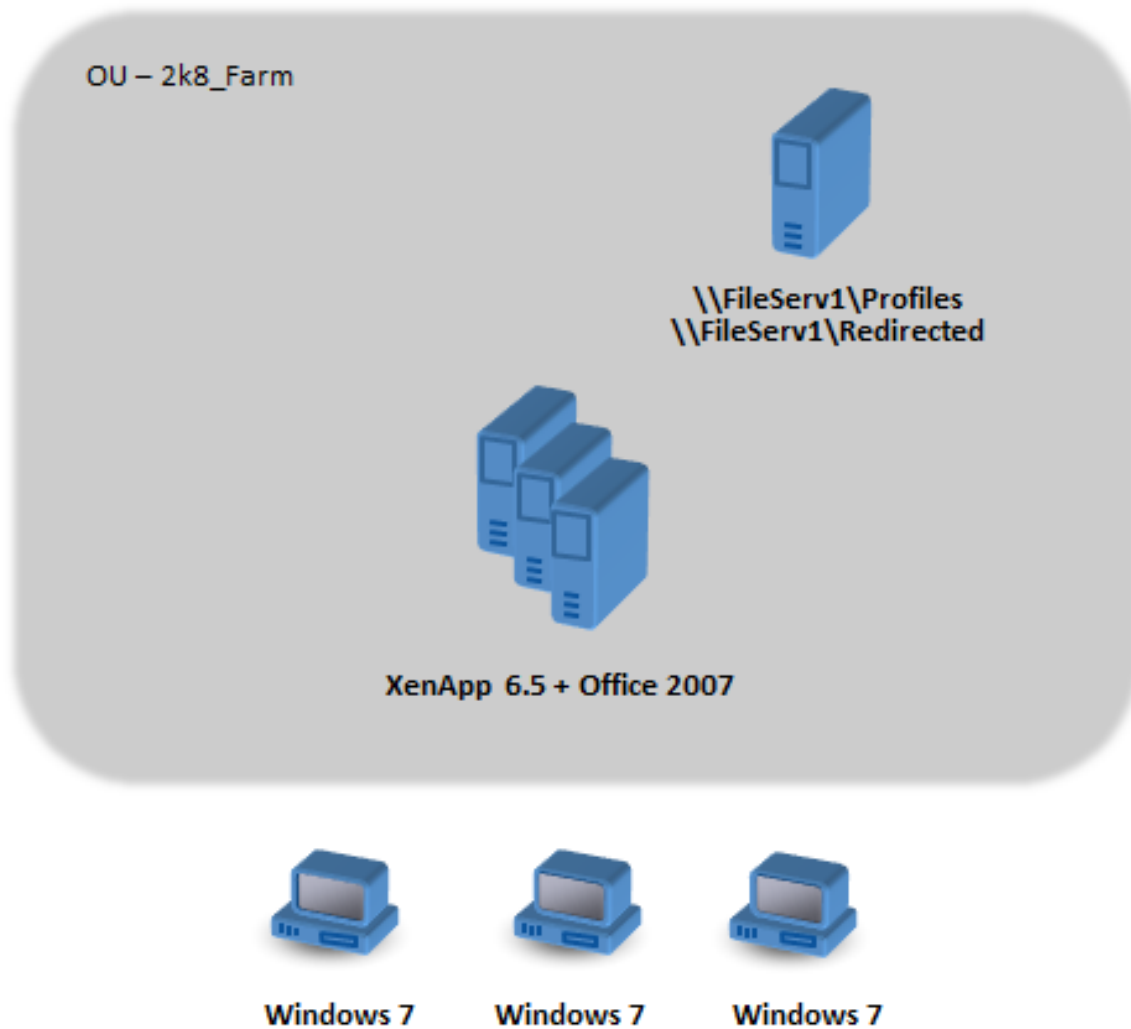 OU – 2k8_Farm
\\FileServ1\Profiles
\\FileServ1\Redirected
XenApp 6.5 + Office 2007
Windows 7
Windows 7
Windows 7